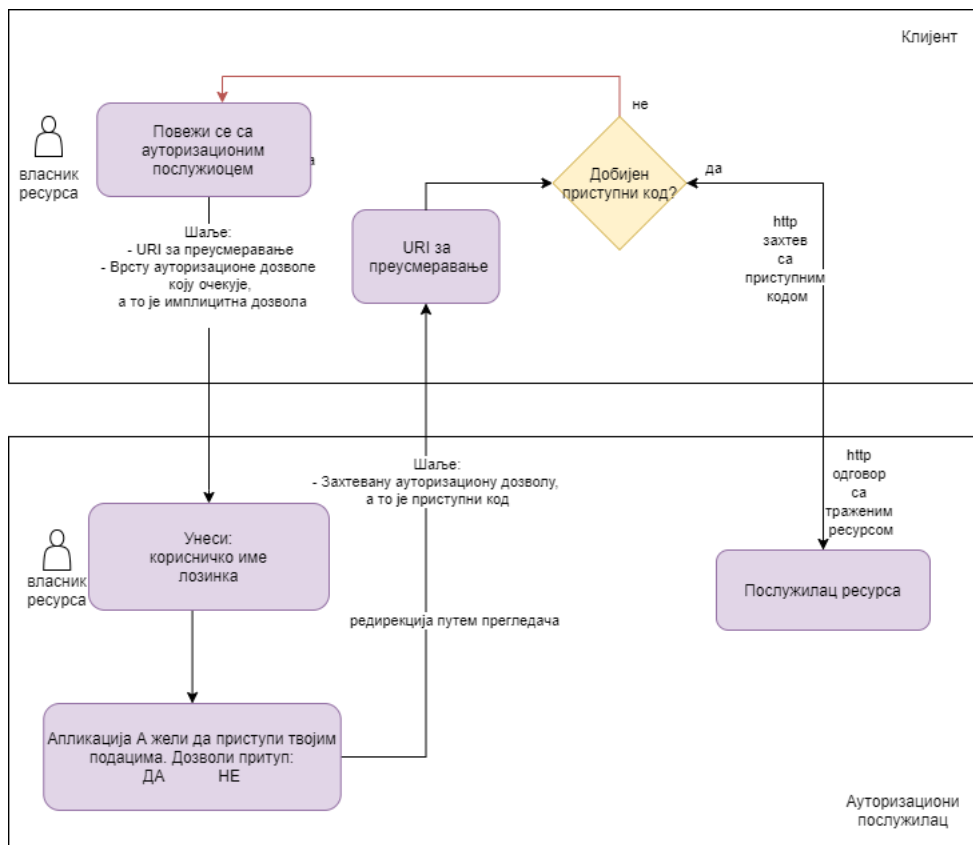 Клијент
не
Повежи се са
ауторизационим
послужиоцем
власник
ресурса
Добијен
приступни код?
да
Шаље:
- URI за преусмеравање
- Врсту ауторизационе дозволе
коју очекује,
а то је имплицитна дозвола
URI за
преусмеравање
http
захтев
са
приступним
кодом
Шаље:
- Захтевану ауторизациону дозволу,
а то је приступни код
http
одговор
са
траженим
ресурсом
Унеси:
корисничко име
лозинка
власник
ресурса
Послужилац ресурса
редирекција путем прегледача
Апликација А жели да приступи твојим
подацима. Дозволи притуп:
ДА НЕ
Ауторизациони
послужилац